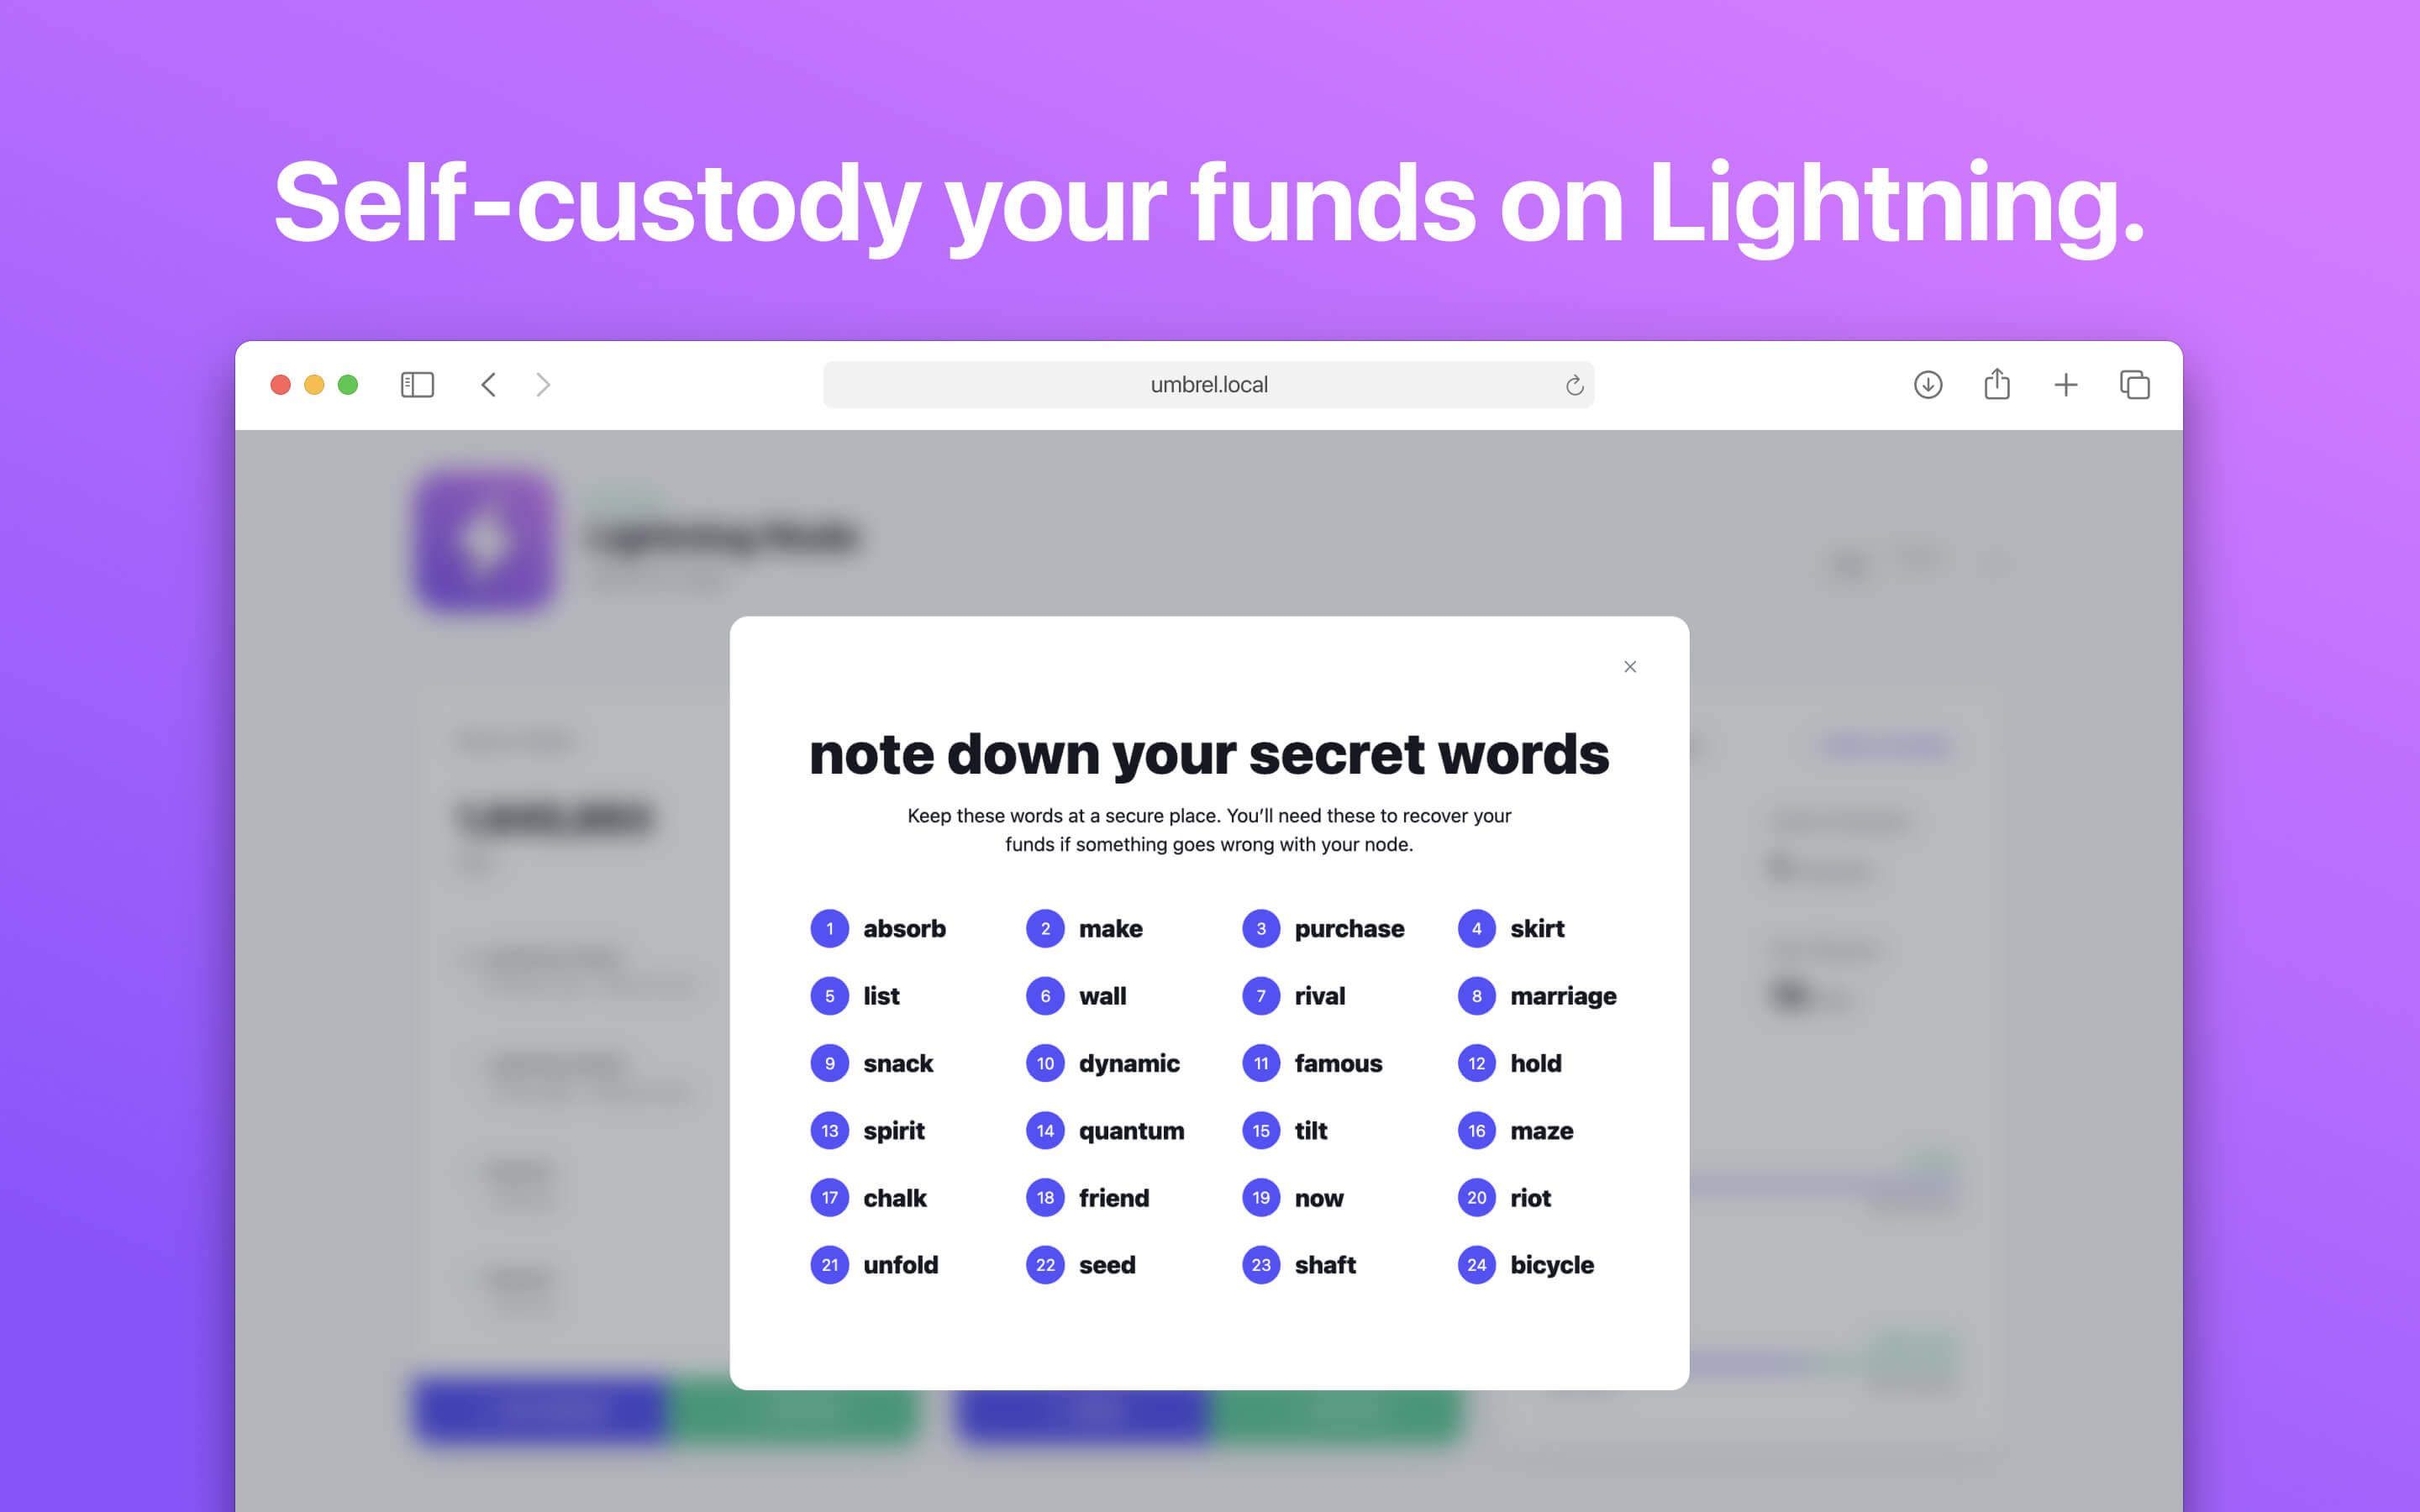 Self-custody your funds on Lightning.
umbrel.local
note down your secret words
Keep these words at a secure place. You’ll need these to recover your
funds if something goes wrong with your node.
1 absorb 2 make 3 purchase 4 skirt
5 list 6 wall 7 rival 8 marriage
9 snack 10 dynamic 11 famous 12 hold
13 spirit 14 quantum 15 tilt 16 maze
17 chalk 18 friend 19 now 20 riot
21 unfold 22 seed 23 shaft 24 bicycle